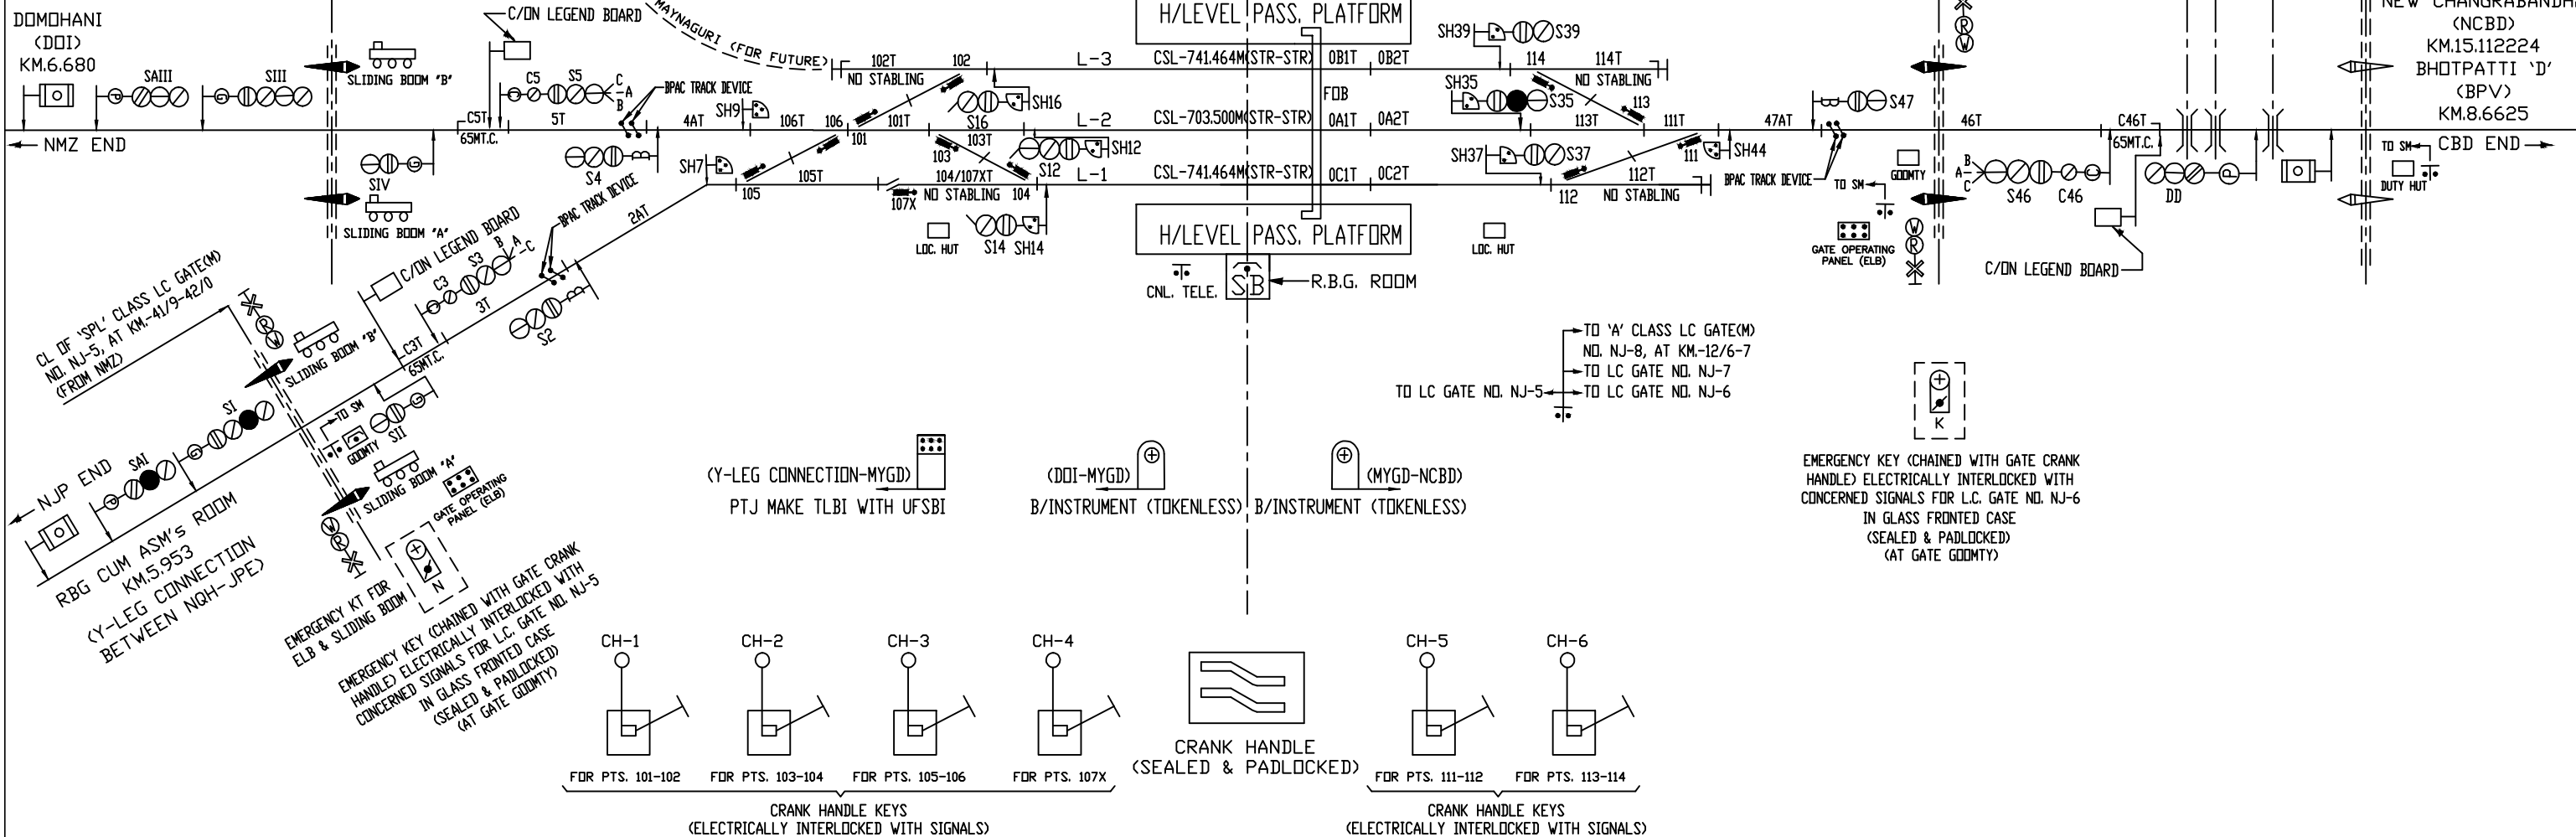 DOMOHANI
(DOI)
KM.6.680
SAIII
SIII
P
G
NMZ END
SIV
G
SLIDING BOOM "B"
SLIDING BOOM "A"
C/ON LEGEND BOARD
C5
S5
C
C
A
B
BPAC TRACK DEVICE
C5T
65MT.C.
5T
S4
B
4AT
SH9
SH7
MAYNAGURI (FOR FUTURE)
102T
102
NO STABLING
106T
106
101
101T
S16
SH16
103
103T
S12
SH12
105
105T
107X
104/107XT
NO STABLING
104
S14
SH14
LOC. HUT
L-3
L-2
L-1
H/LEVEL PASS. PLATFORM
CSL-741.464M(STR-STR)
CSL-703.500M(STR-STR)
CSL-741.464M(STR-STR)
FOB
0B1T
0B2T
0A1T
0A2T
0C1T
0C2T
H/LEVEL PASS. PLATFORM
CNL. TELE.
SB
R.B.G. ROOM
SH39
S39
SH35
S35
SH37
S37
114
114T
NO STABLING
113
113T
111T
111
SH44
112
112T
NO STABLING
LOC. HUT
47AT
B
S47
BPAC TRACK DEVICE
TO SM
GOOMTY
GATE OPERATING
PANEL (ELB)
R
W
W
R
46T
B
A
C
S46
C46
C
C46T
65MT.C.
C/ON LEGEND BOARD
DD
P
NEW CHANGRABANDHA
(NCBD)
KM.15.112224
BHOTPATTI 'D'
(BPV)
KM.8.6625
TO SM
CBD END
DUTY HUT
CL OF 'SPL' CLASS LC GATE(M)
NO. NJ-5, AT KM.-41/9-42/0
(FROM NMZ)
R
W
SLIDING BOOM "B"
C/ON LEGEND BOARD
C3
S3
C
B
A
C
BPAC TRACK DEVICE
2AT
C3T
65MT.C.
3T
S2
B
SI
G
SAI
P
TO SM
GOOMTY
SII
G
SLIDING BOOM "A"
GATE OPERATING
PANEL (ELB)
W
R
NJP END
RBG CUM ASM's ROOM
KM.5.953
(Y-LEG CONNECTION
BETWEEN NQH-JPE)
EMERGENCY KT FOR
ELB & SLIDING BOOM
N
EMERGENCY KEY (CHAINED WITH GATE CRANK
HANDLE) ELECTRICALLY INTERLOCKED WITH
CONCERNED SIGNALS FOR L.C. GATE NO. NJ-5
IN GLASS FRONTED CASE
(SEALED & PADLOCKED)
(AT GATE GOOMTY)
TO 'A' CLASS LC GATE(M)
NO. NJ-8, AT KM.-12/6-7
TO LC GATE NO. NJ-7
TO LC GATE NO. NJ-5
TO LC GATE NO. NJ-6
(Y-LEG CONNECTION-MYGD)
PTJ MAKE TLBI WITH UFSBI
(DOI-MYGD)
B/INSTRUMENT (TOKENLESS)
(MYGD-NCBD)
B/INSTRUMENT (TOKENLESS)
K
EMERGENCY KEY (CHAINED WITH GATE CRANK
HANDLE) ELECTRICALLY INTERLOCKED WITH
CONCERNED SIGNALS FOR L.C. GATE NO. NJ-6
IN GLASS FRONTED CASE
(SEALED & PADLOCKED)
(AT GATE GOOMTY)
CH-1
CH-2
CH-3
CH-4
CH-5
CH-6
FOR PTS. 101-102
FOR PTS. 103-104
FOR PTS. 105-106
FOR PTS. 107X
CRANK HANDLE
(SEALED & PADLOCKED)
FOR PTS. 111-112
FOR PTS. 113-114
CRANK HANDLE KEYS
(ELECTRICALLY INTERLOCKED WITH SIGNALS)
CRANK HANDLE KEYS
(ELECTRICALLY INTERLOCKED WITH SIGNALS)